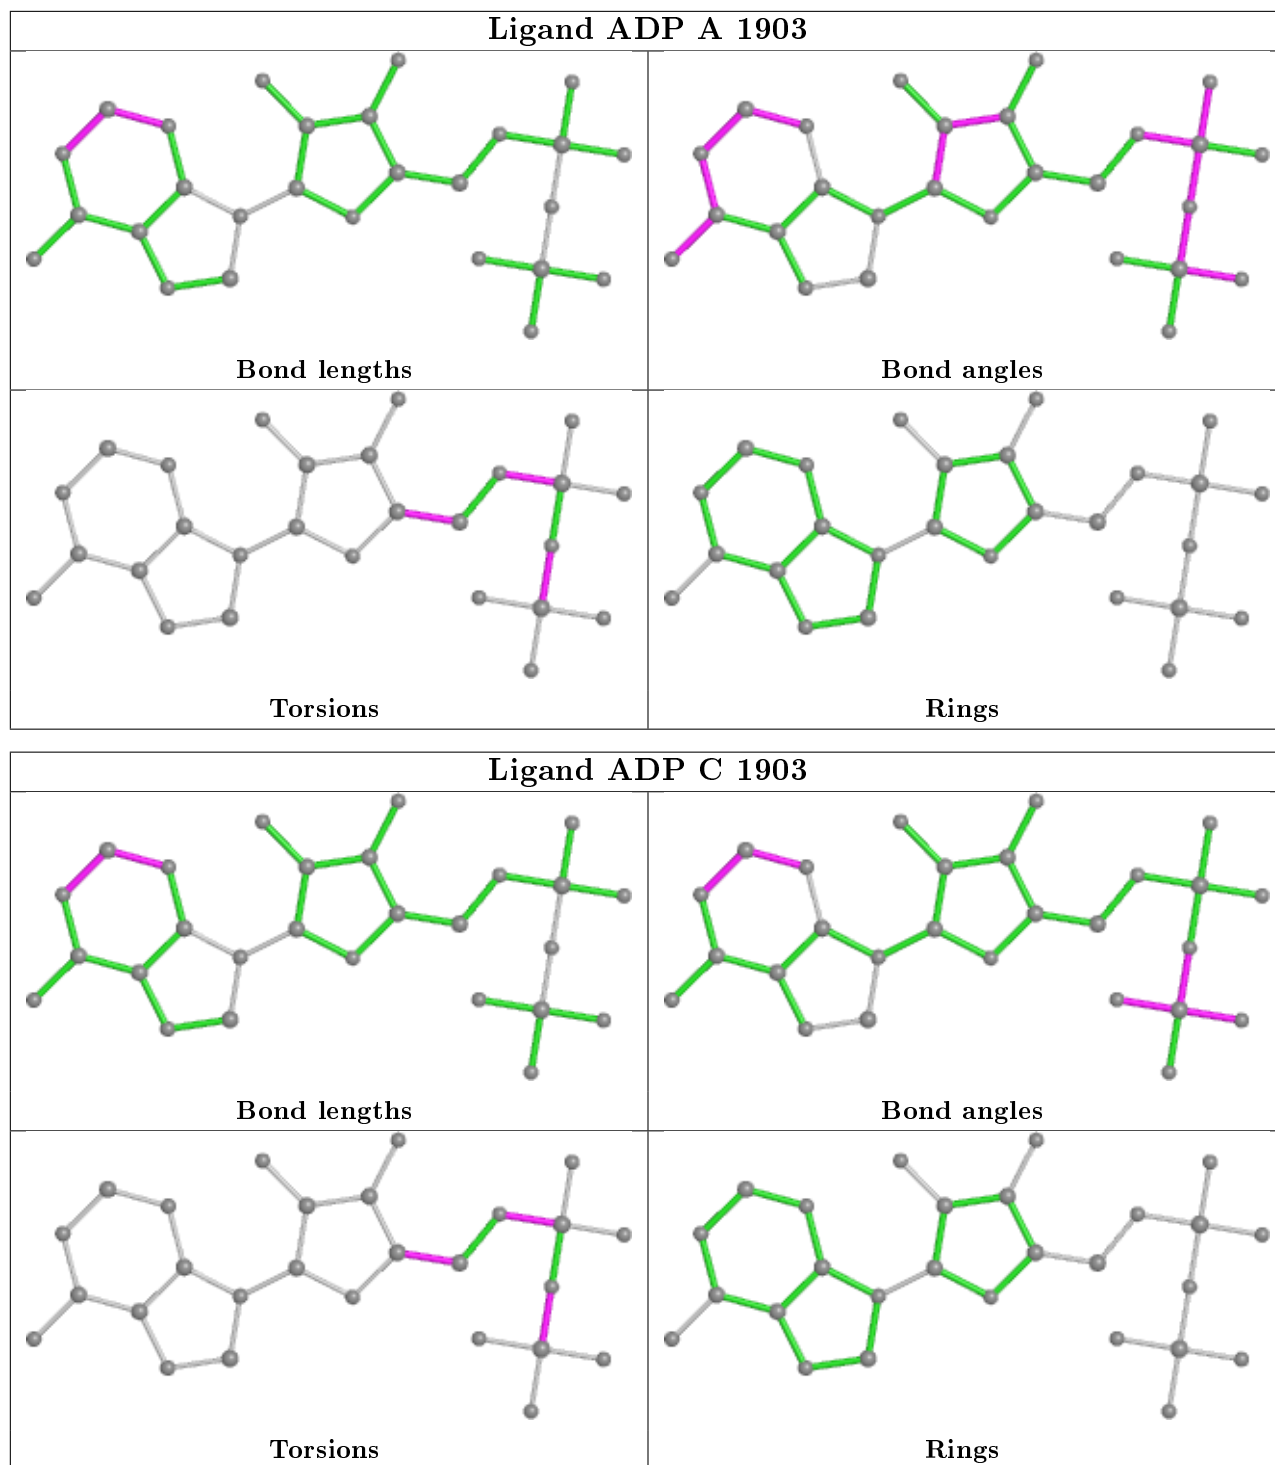 Ligand ADP A 1903
Bond lengths
Bond angles
Torsions
Rings
Ligand ADP C 1903
Bond lengths
Bond angles
Torsions
Rings